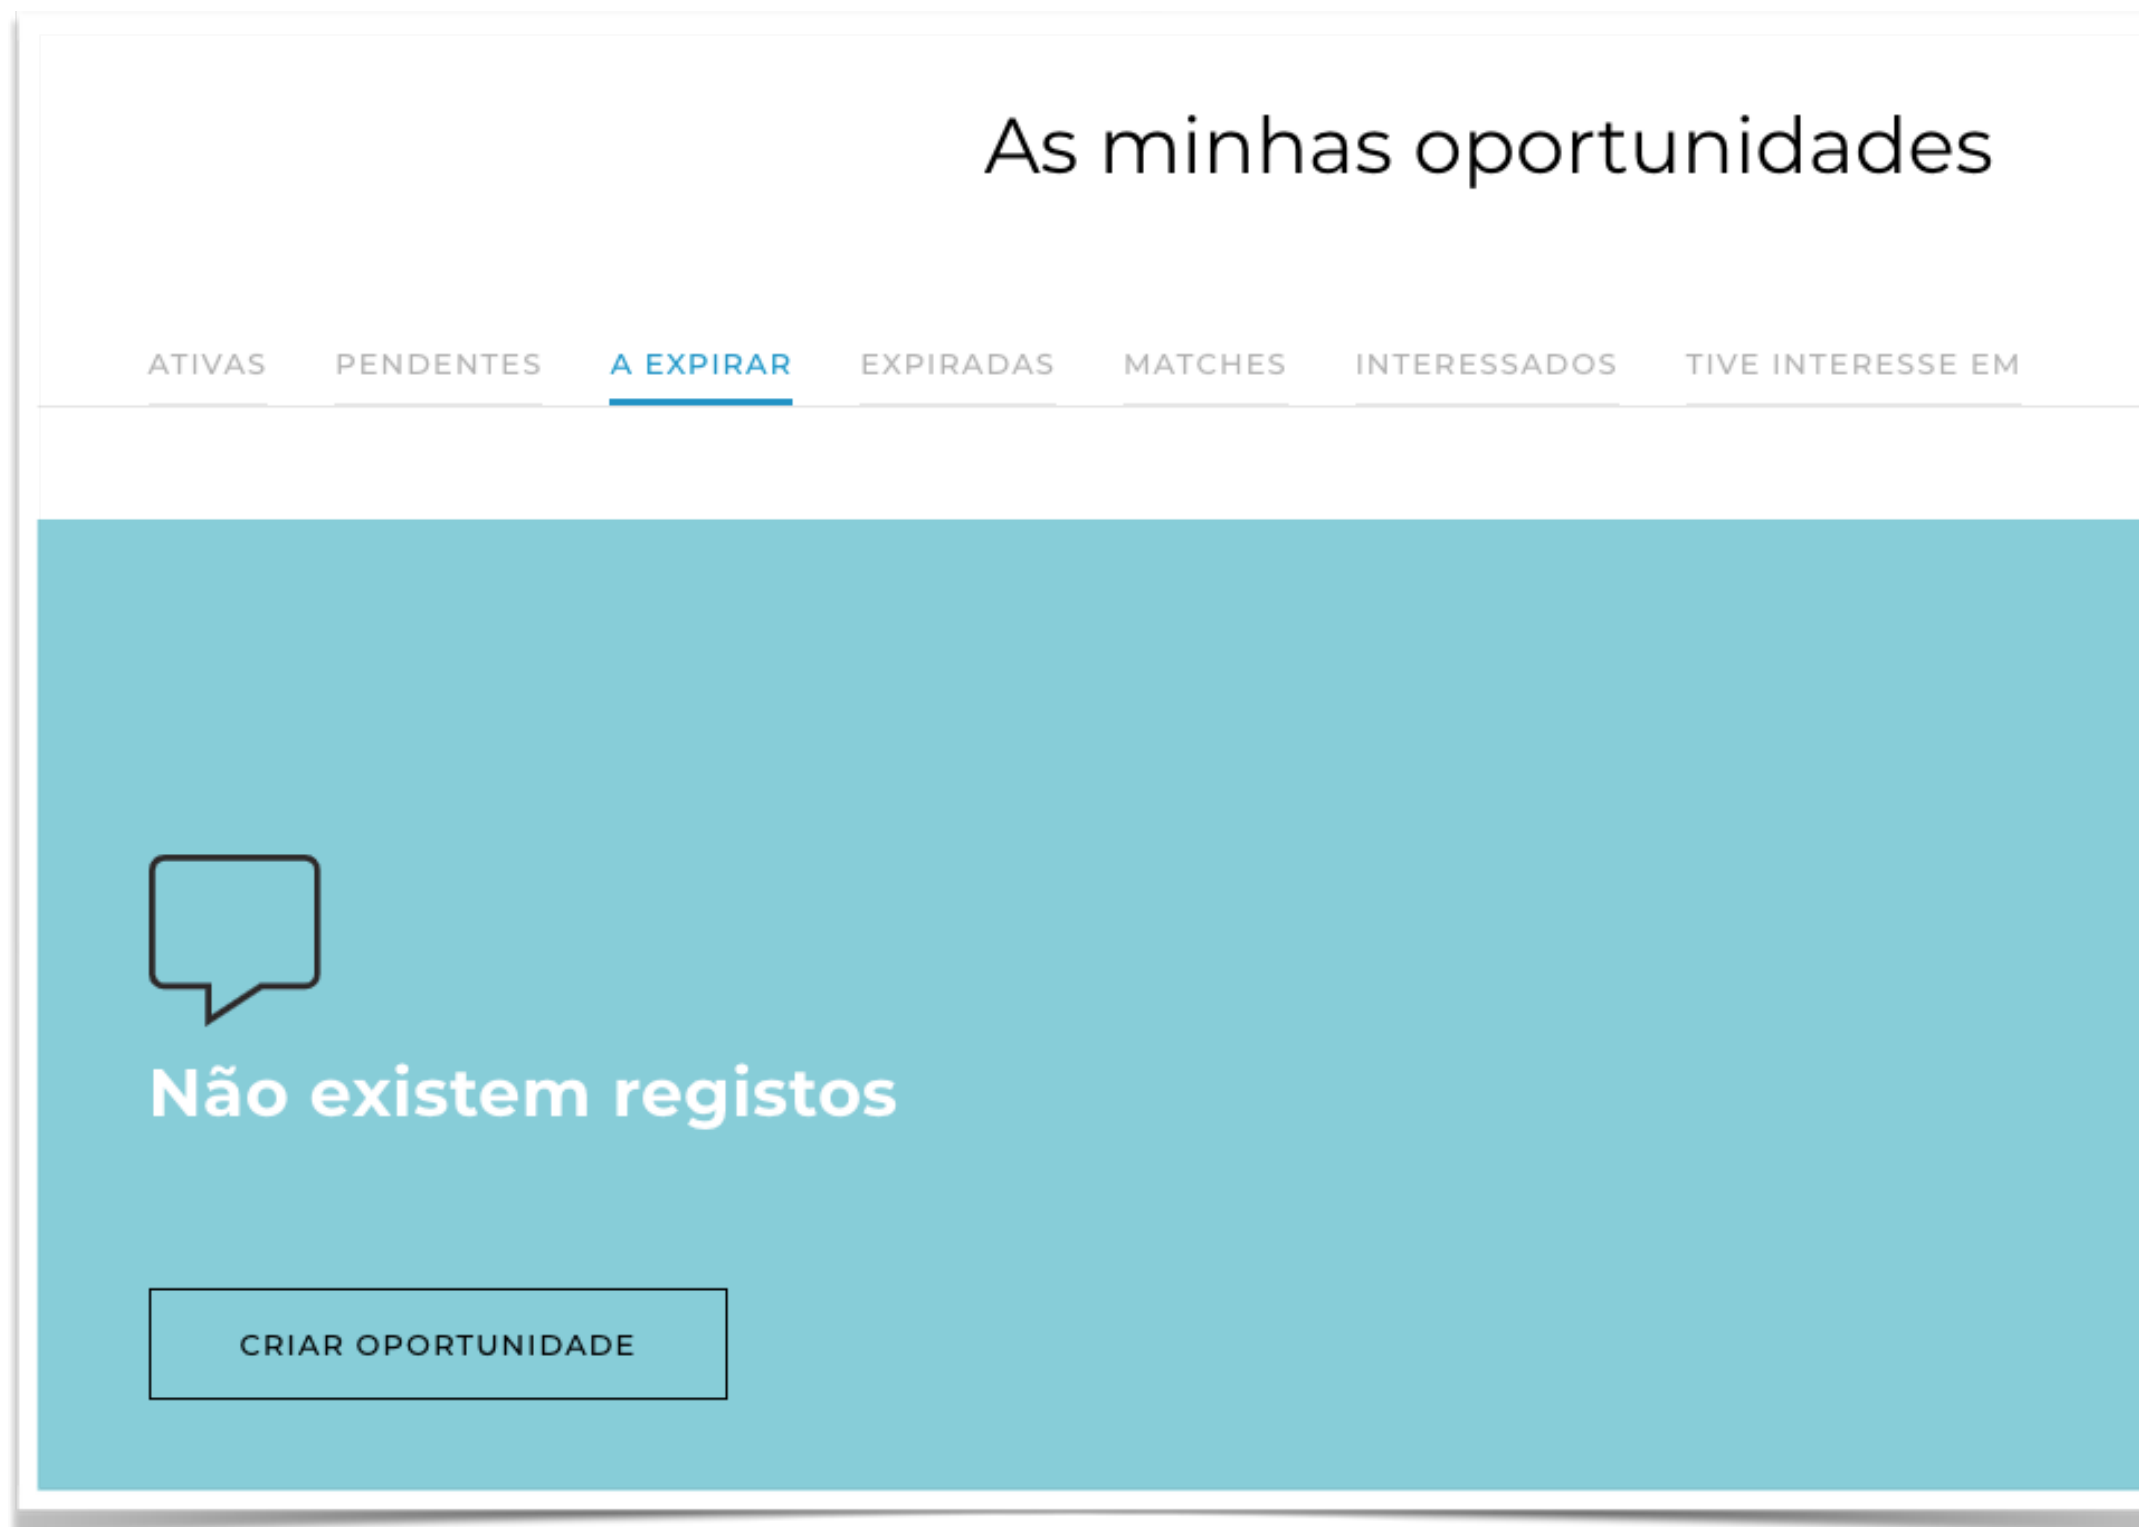 As minhas oportunidades
ATIVAS PENDENTES A EXPIRAR EXPIRADAS MATCHES INTERESSADOS TIVE INTERESSE EM
Não existem registos
CRIAR OPORTUNIDADE